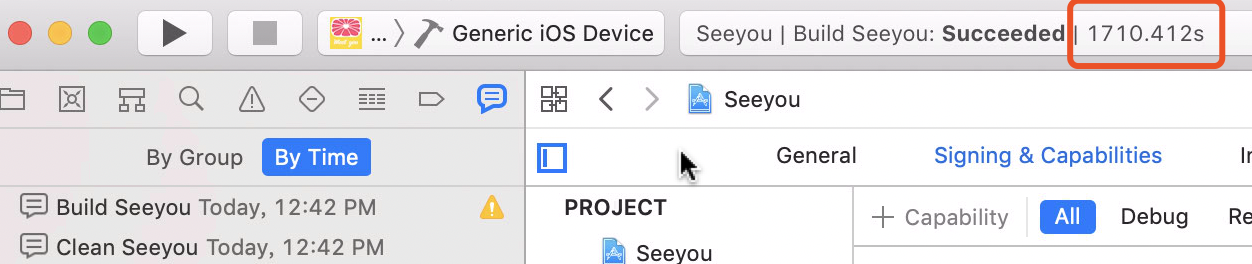 ... Generic iOS Device Seeyou | Build Seeyou: Succeeded | 1710.412s
Seeyou
By Group By Time
General Signing & Capabilities
Build Seeyou Today, 12:42 PM
PROJECT
Capability All Debug
Clean Seeyou Today, 12:42 PM
Seeyou